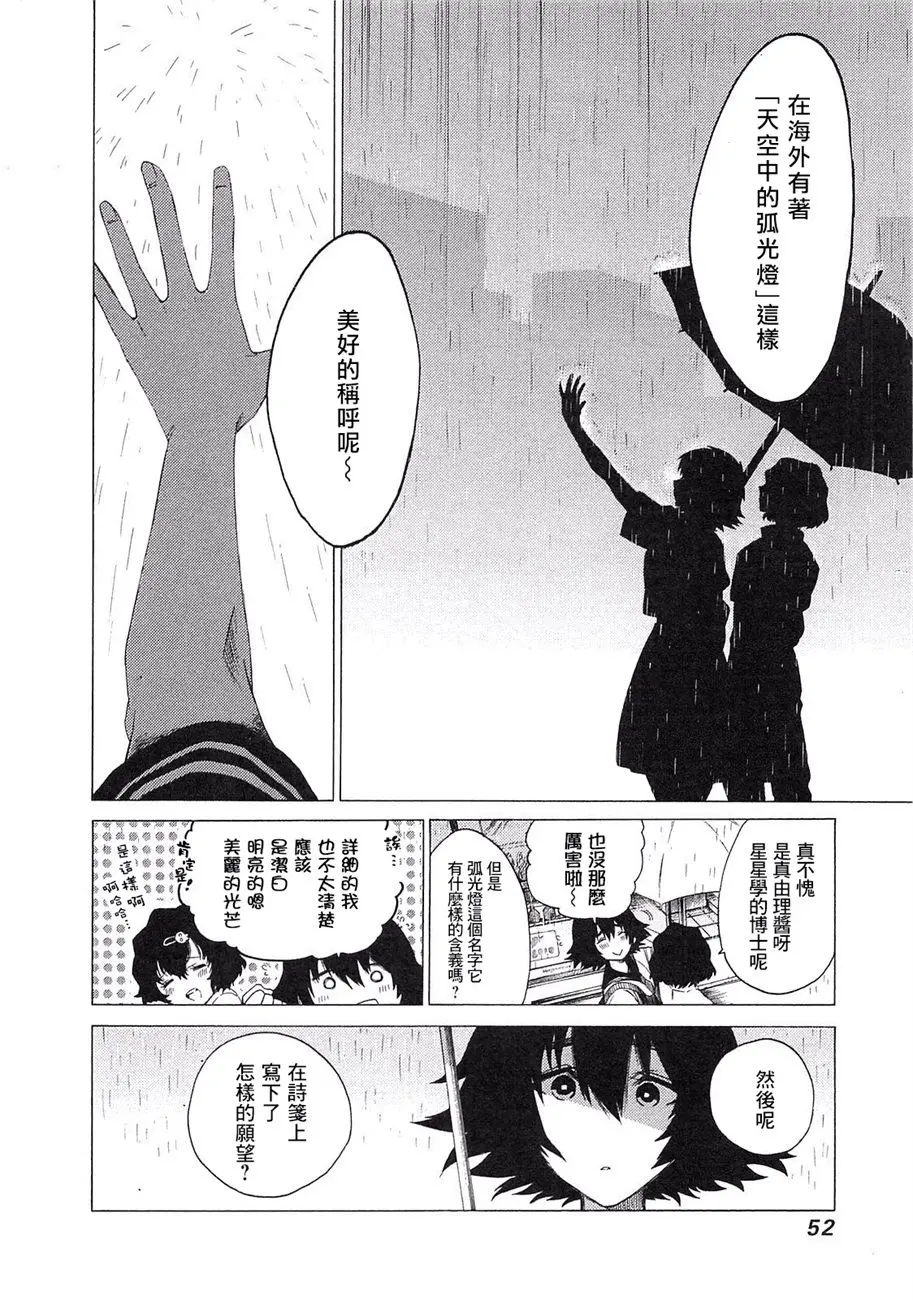 在海外有著
「天空中的弧光燈」這樣
美好的稱呼呢～
真不愧
是真由理醬呀
星星學的博士呢
也沒那麼
厲害啦～
但是
弧光燈這個名字它
有什麼樣的含義嗎？
誒…
詳細的我
也不太清楚
應該
是潔白
明亮的嗯
美麗的光芒
肯定是！
是這樣啊
啊哈哈…
然後呢
在詩箋上
寫下了
怎樣的願望？
52